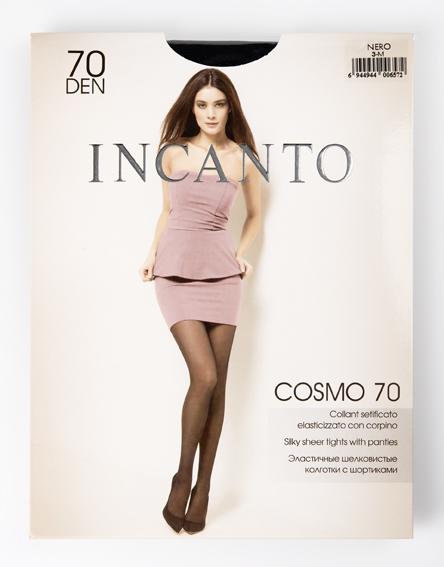 70
DEN
NERO
3-M
6 944944 006572
INCANTO
COSMO 70
Collant setificato
elasticizzato con corpino
Silky sheer tights with panties
Эластичные шелковистые
колготки с шортиками